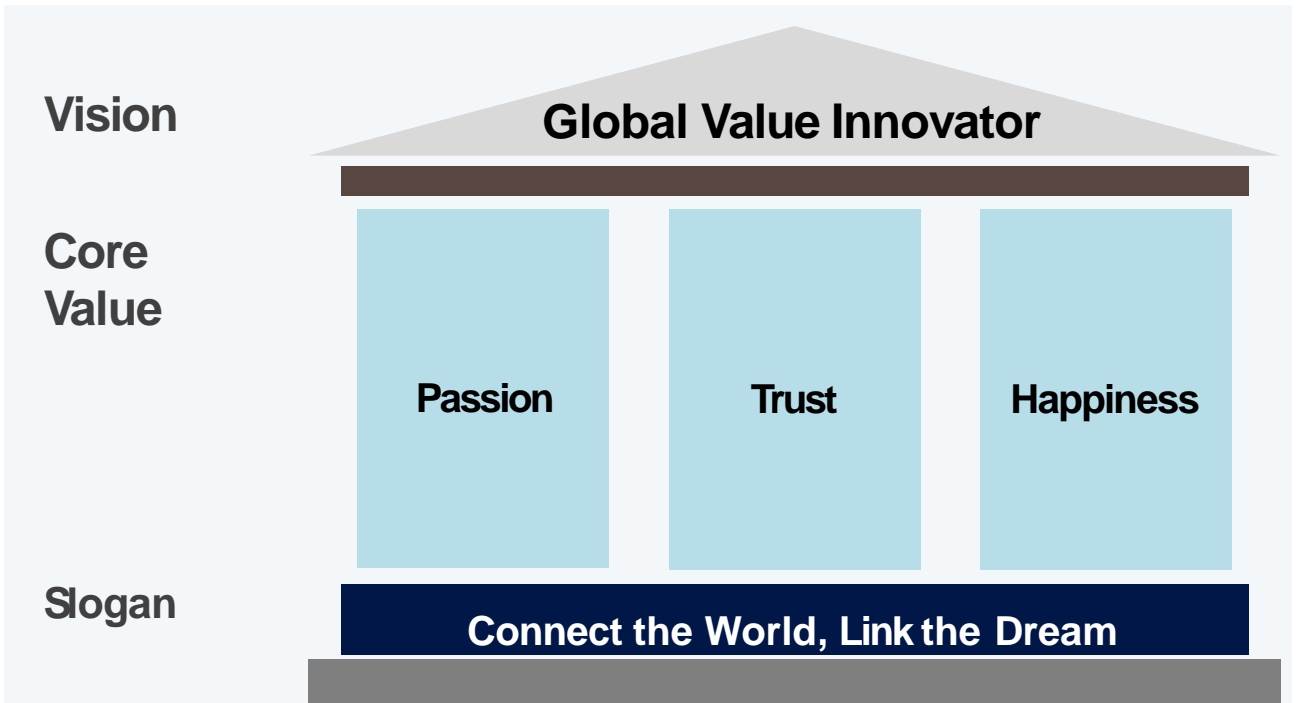 Vision
Global Value Innovator
Core
Value
Passion
Trust
Happiness
Slogan
Connect the World, Link the Dream